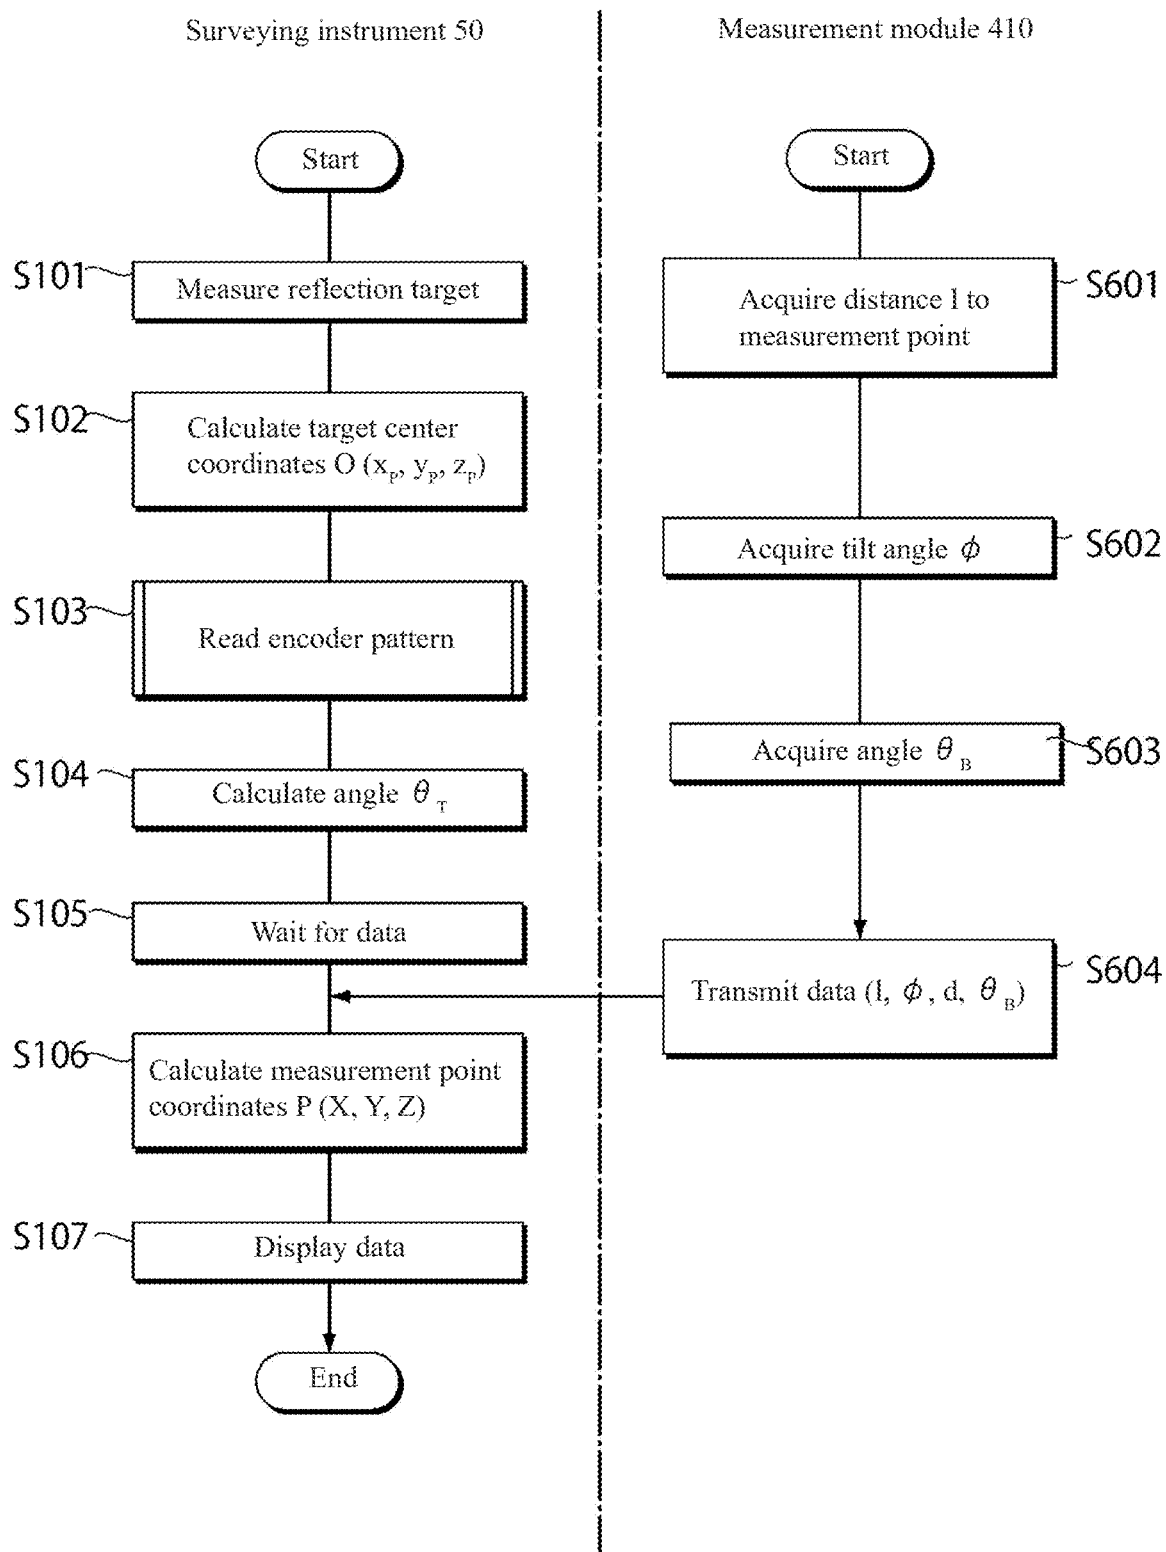 Surveying instrument 50
Start
S101
Measure reflection target
S102
Calculate target center
coordinates O (xP, yP, zP)
S103
Read encoder pattern
S104
Calculate angle θT
S105
Wait for data
S106
Calculate measurement point
coordinates P (X, Y, Z)
S107
Display data
End
Measurement module 410
Start
S601
Acquire distance l to
measurement point
S602
Acquire tilt angle ϕ
S603
Acquire angle θB
S604
Transmit data (l, ϕ, d, θB)